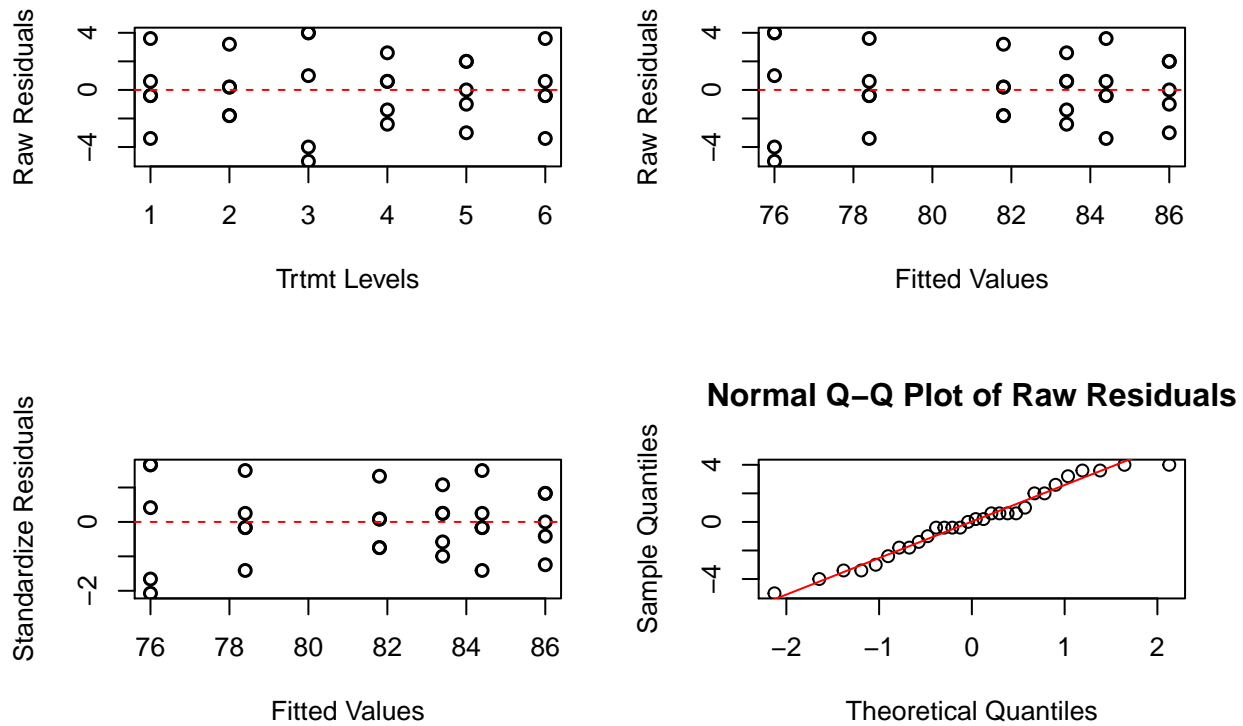 Raw Residuals
4
0
−4
1 2 3 4 5 6
Trtmt Levels
Raw Residuals
4
0
−4
76 78 80 82 84 86
Fitted Values
Standardize Residuals
0
−2
76 78 80 82 84 86
Fitted Values
Normal Q−Q Plot of Raw Residuals
Sample Quantiles
4
0
−4
−2 −1 0 1 2
Theoretical Quantiles